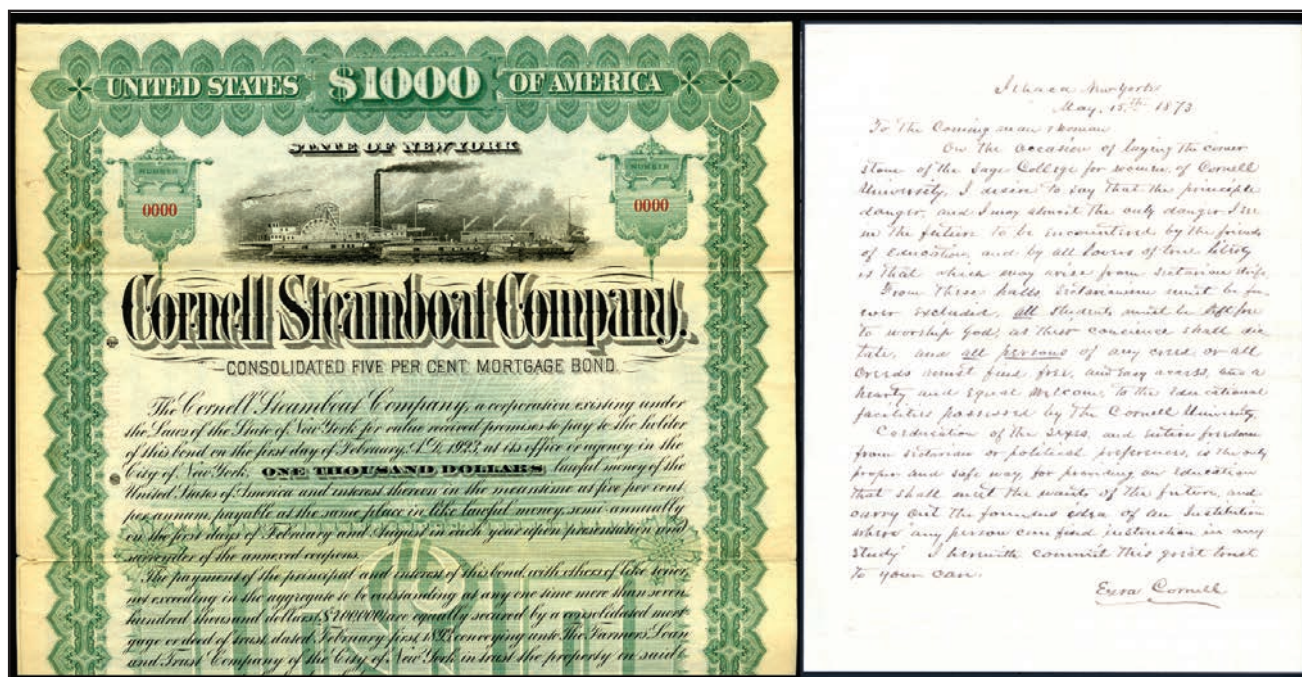 UNITED STATES $1000 OF AMERICA
STATE OF NEW YORK
NUMBER
0000
NUMBER
0000
Cornell Steamboat Company.
CONSOLIDATED FIVE PER CENT. MORTGAGE BOND.
The Cornell Steamboat Company, a corporation existing under
the Laws of the State of New York for value received promises to pay to the holder
of this bond on the first day of February, A.D. 1923, at its office or agency in the
City of New York, ONE THOUSAND DOLLARS lawful money of the
United States of America and interest thereon in the meantime at five per cent.
per annum, payable at the same place in like lawful money, semi-annually
on the first days of February and August in each year upon presentation and
surrender of the annexed coupons.
The payment of the principal and interest of this bond, with others of like tenor,
not exceeding in the aggregate to be outstanding at any one time more than seven
hundred thousand dollars, $700,000 are equally secured by a consolidated mort-
gage or deed of trust, dated February first, 1893 conveying unto The Farmers' Loan
and Trust Company of the City of New York in trust the property in said
Ithaca New York
May, 15th 1873
To the Coming man & woman
On the occasion of laying the corner
stone of the Sage College for women of Cornell
University, I desire to say that the principle
danger, and I may almost the only danger I see
in the future to be encountered by the friends
of education, and by all lovers of true liberty
is that which may arise from sectarian strife.
From these halls, sectarianism must be for-
ever excluded, all students must be left free
to worship God, as their concience shall dic-
tate, and all persons of any creed or all
creeds must find free, and easy access, and a
hearty and equal welcome, to the educational
facilities possessed by the Cornell University.
Coeducation of the sexes, and entire freedom
from sectarian or political preferences, is the only
proper and safe way, for providing an education
that shall meet the wants of the future, and
carry out the founders idea of an Institution
where "any person can find instruction in any
study." I herewith commit this great trust
to your care.
Ezra Cornell